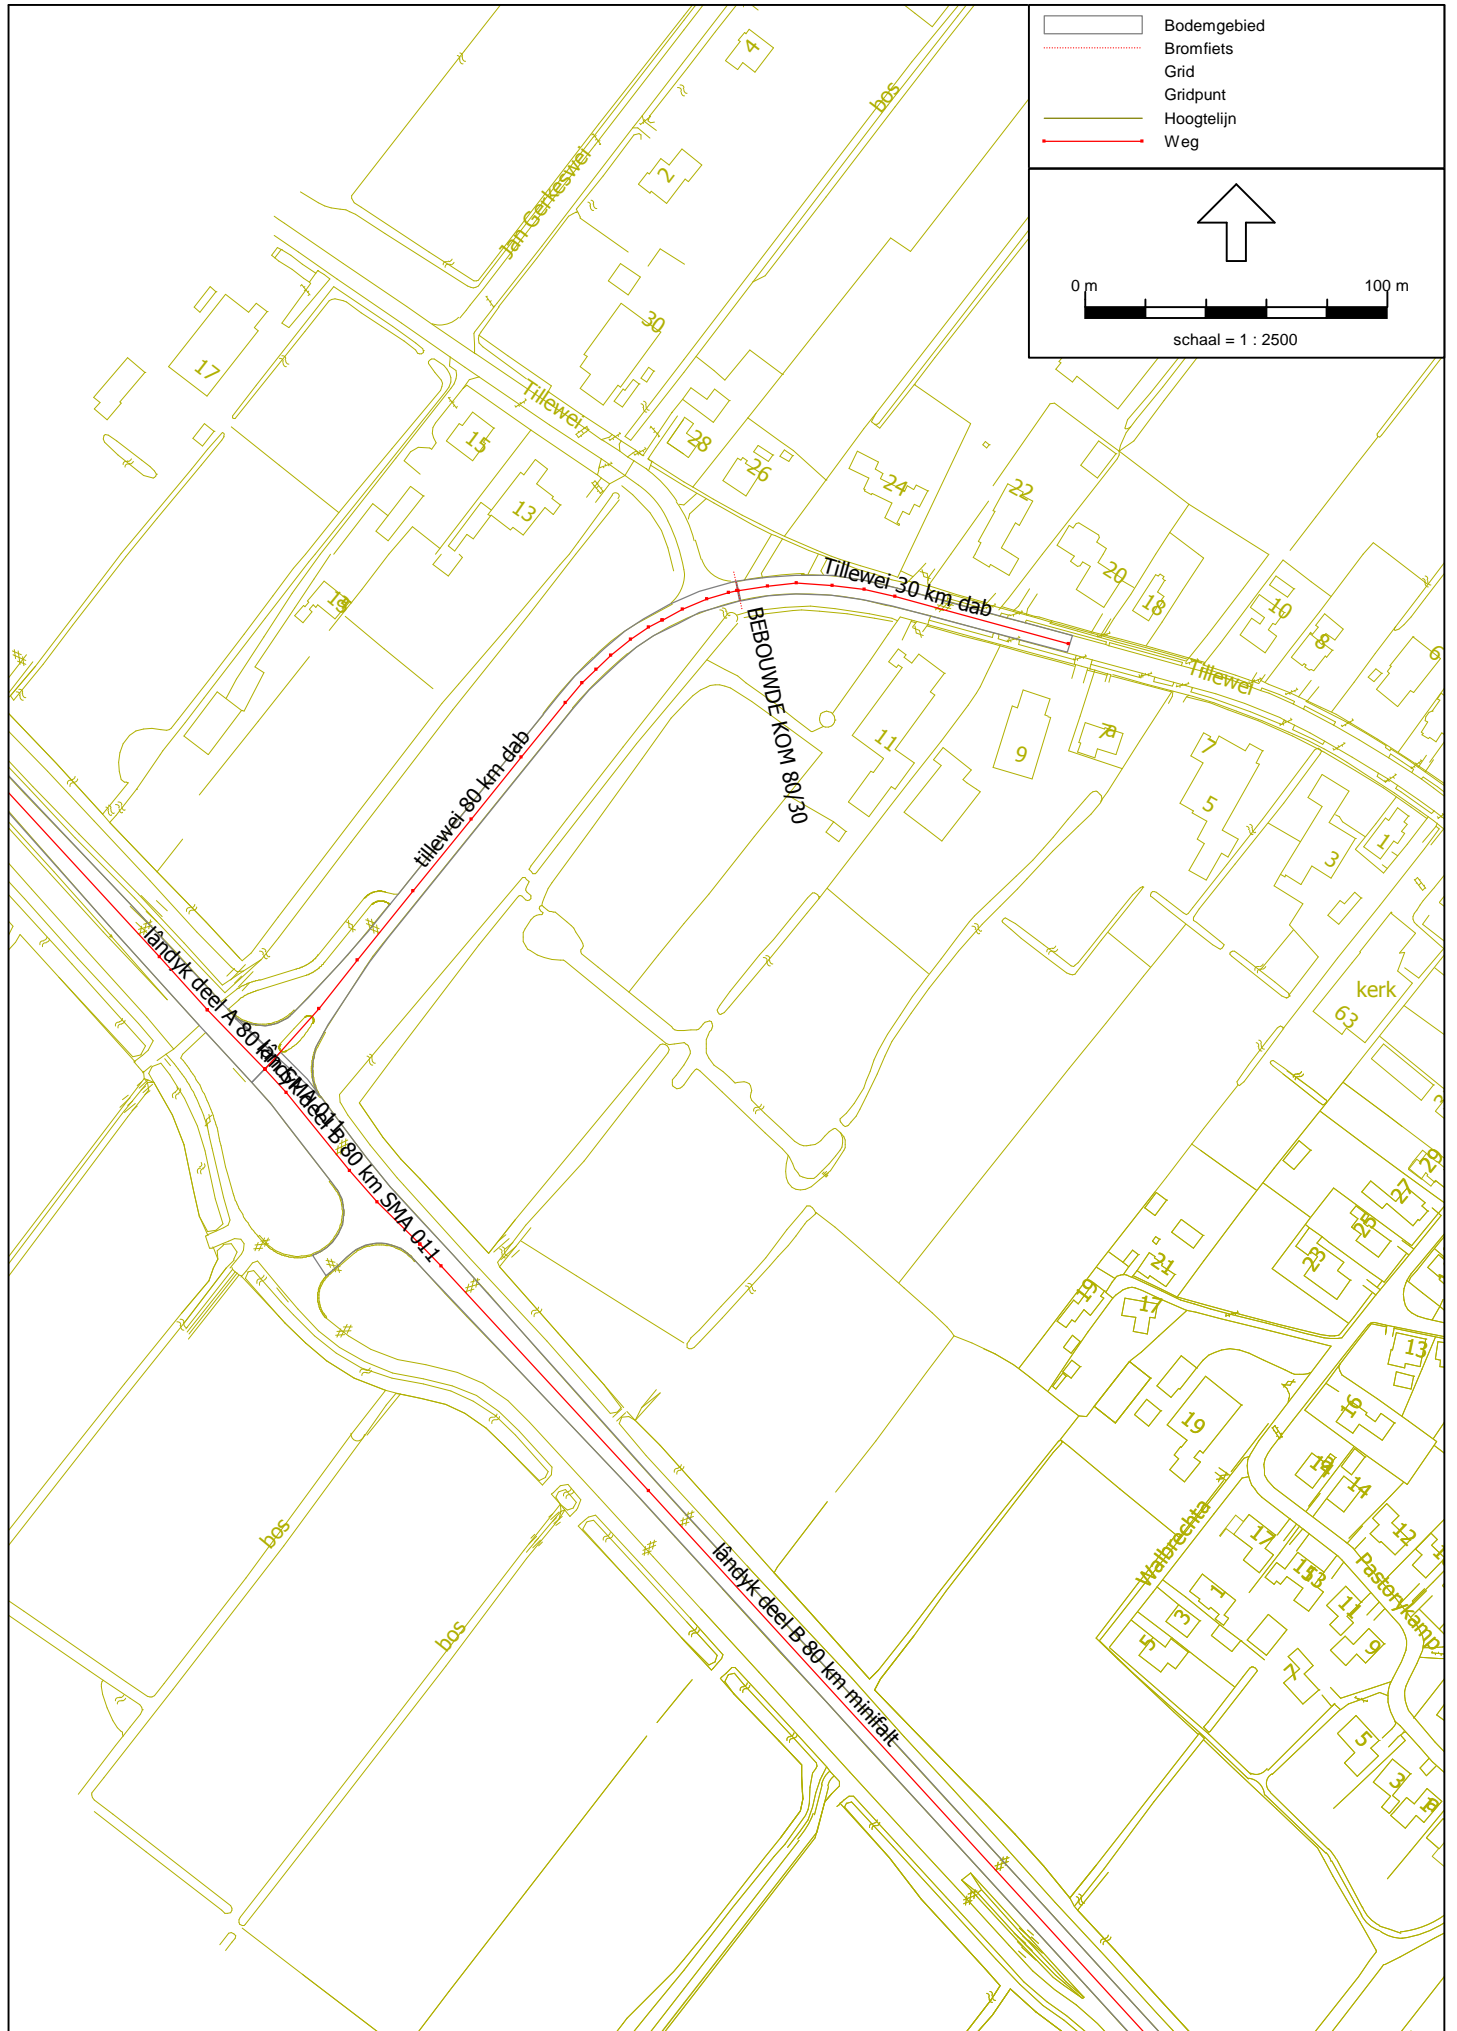 Bodemgebied
Bromfiets
Grid
Gridpunt
Hoogtelijn
Weg
0 m
100 m
schaal = 1 : 2500
4
bos
2
Jan Gerkeswei
30
17
Tillewei
15
28
26
13
24
22
20
18
10
8
6
Tillewei 30 km dab
Tillewei
BEBOUWDE KOM 80/30
11
9
7a
7
5
3
1
tillewei 80 km dab
kerk
63
lândyk deel A 80 km SMA 011
lândyk deel B 80 km SMA 011
29
27
25
23
21
19
17
13
16
19
14
12
Walbrechta
17
15
13
Pastorykamp
11
9
1
3
5
7
5
3
bos
bos
lândyk deel B 80 km minifalt